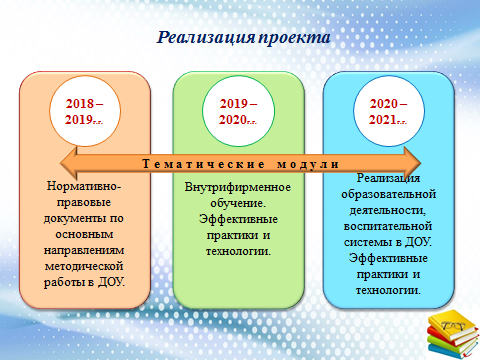 Реализация проекта
2018 –
2019г.г.
2019 –
2020г.г.
2020 –
2021г.г.
Тематические модули
Нормативно-
правовые
документы по
основным
направлениям
методической
работы в ДОУ.
Внутрифирменное
обучение.
Эффективные
практики и
технологии.
Реализация
образовательной
деятельности,
воспитательной
системы в ДОУ.
Эффективные
практики и
технологии.